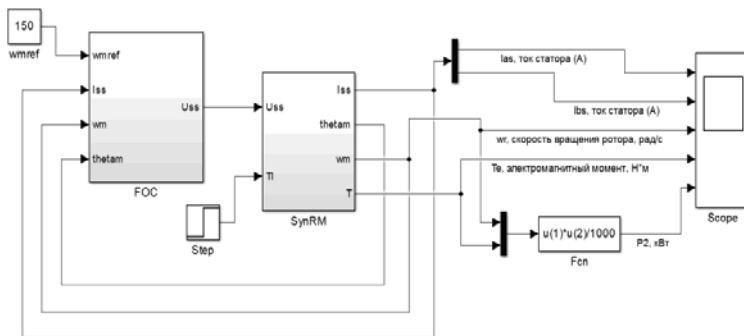 150
wmref
wmref
Iss
wm
thetam
Uss
FOC
Step
Uss
Tl
Iss
thetam
wm
T
SynRM
Ias, ток статора (А)
Ibs, ток статора (А)
wr, скорость вращения ротора, рад/с
Te, электромагнитный момент, Н*м
u(1)*u(2)/1000
Fcn
P2, кВт
Scope